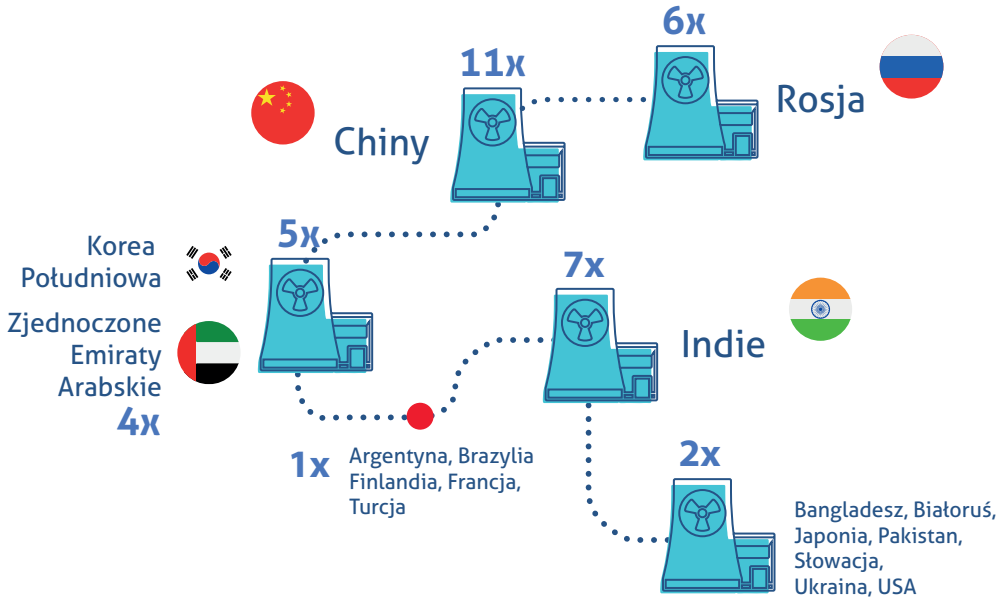 6x
Rosja
11x
Chiny
5x
Korea
Południowa
Zjednoczone
Emiraty
Arabskie
4x
7x
Indie
1x
Argentyna, Brazylia
Finlandia, Francja,
Turcja
2x
Bangladesz, Białoruś,
Japonia, Pakistan,
Słowacja,
Ukraina, USA